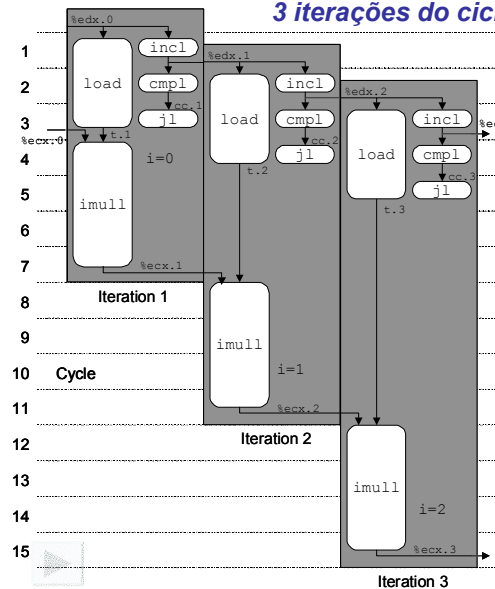 3 iterações do cic
%edx.0
1
incl
%edx.1
2
load
cmpl
incl
%edx.2
cc.1
3
jl
load
cmpl
incl
%ec
%ecx.0
t.1
cc.2
4
i=0
jl
load
cmpl
t.2
cc.3
5
imull
jl
t.3
6
7
%ecx.1
8
Iteration 1
9
imull
10
Cycle
i=1
11
%ecx.2
12
Iteration 2
13
imull
14
i=2
15
%ecx.3
Iteration 3